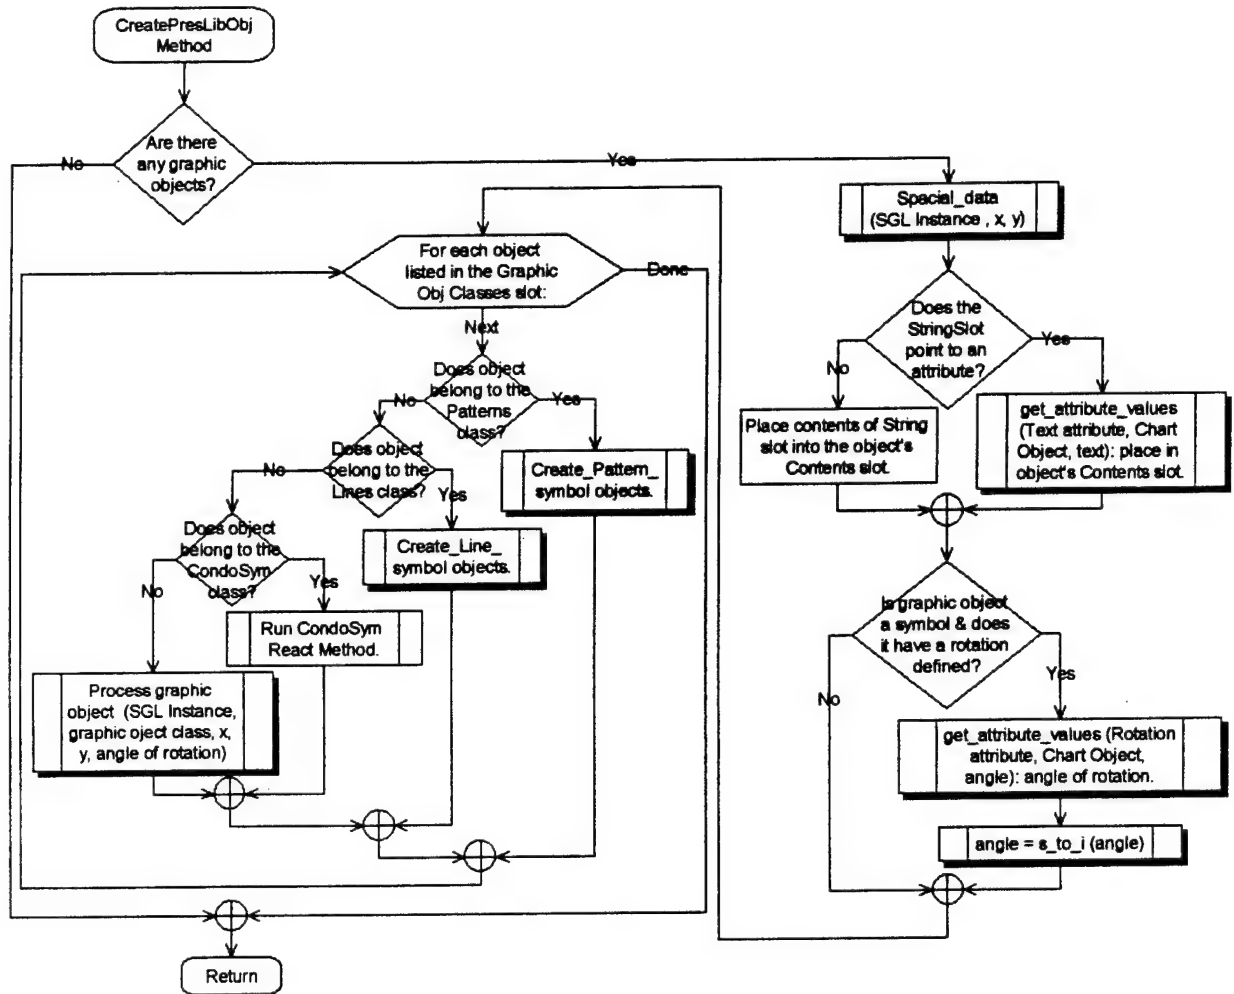 CreatePresLibObj
Method
Are there
any graphic
objects?
No
Yes
Special_data
(SGL Instance , x, y)
For each object
listed in the Graphic
Obj Classes slot:
Done
Next
Does the
StringSlot
point to an
attribute?
No
Yes
Place contents of String
slot into the object's
Contents slot.
get_attribute_values
(Text attribute, Chart
Object, text): place in
object's Contents slot.
Does object
belong to the
Patterns
class?
No
Yes
Create_Pattern_
symbol objects.
Does object
belong to the
Lines class?
No
Yes
Create_Line_
symbol objects.
Does object
belong to the
CondoSym
class?
No
Yes
Run CondoSym
React Method.
Process graphic
object (SGL Instance,
graphic oject class, x,
y, angle of rotation)
Is graphic object
a symbol & does
it have a rotation
defined?
No
Yes
get_attribute_values (Rotation
attribute, Chart Object,
angle): angle of rotation.
angle = s_to_i (angle)
Return